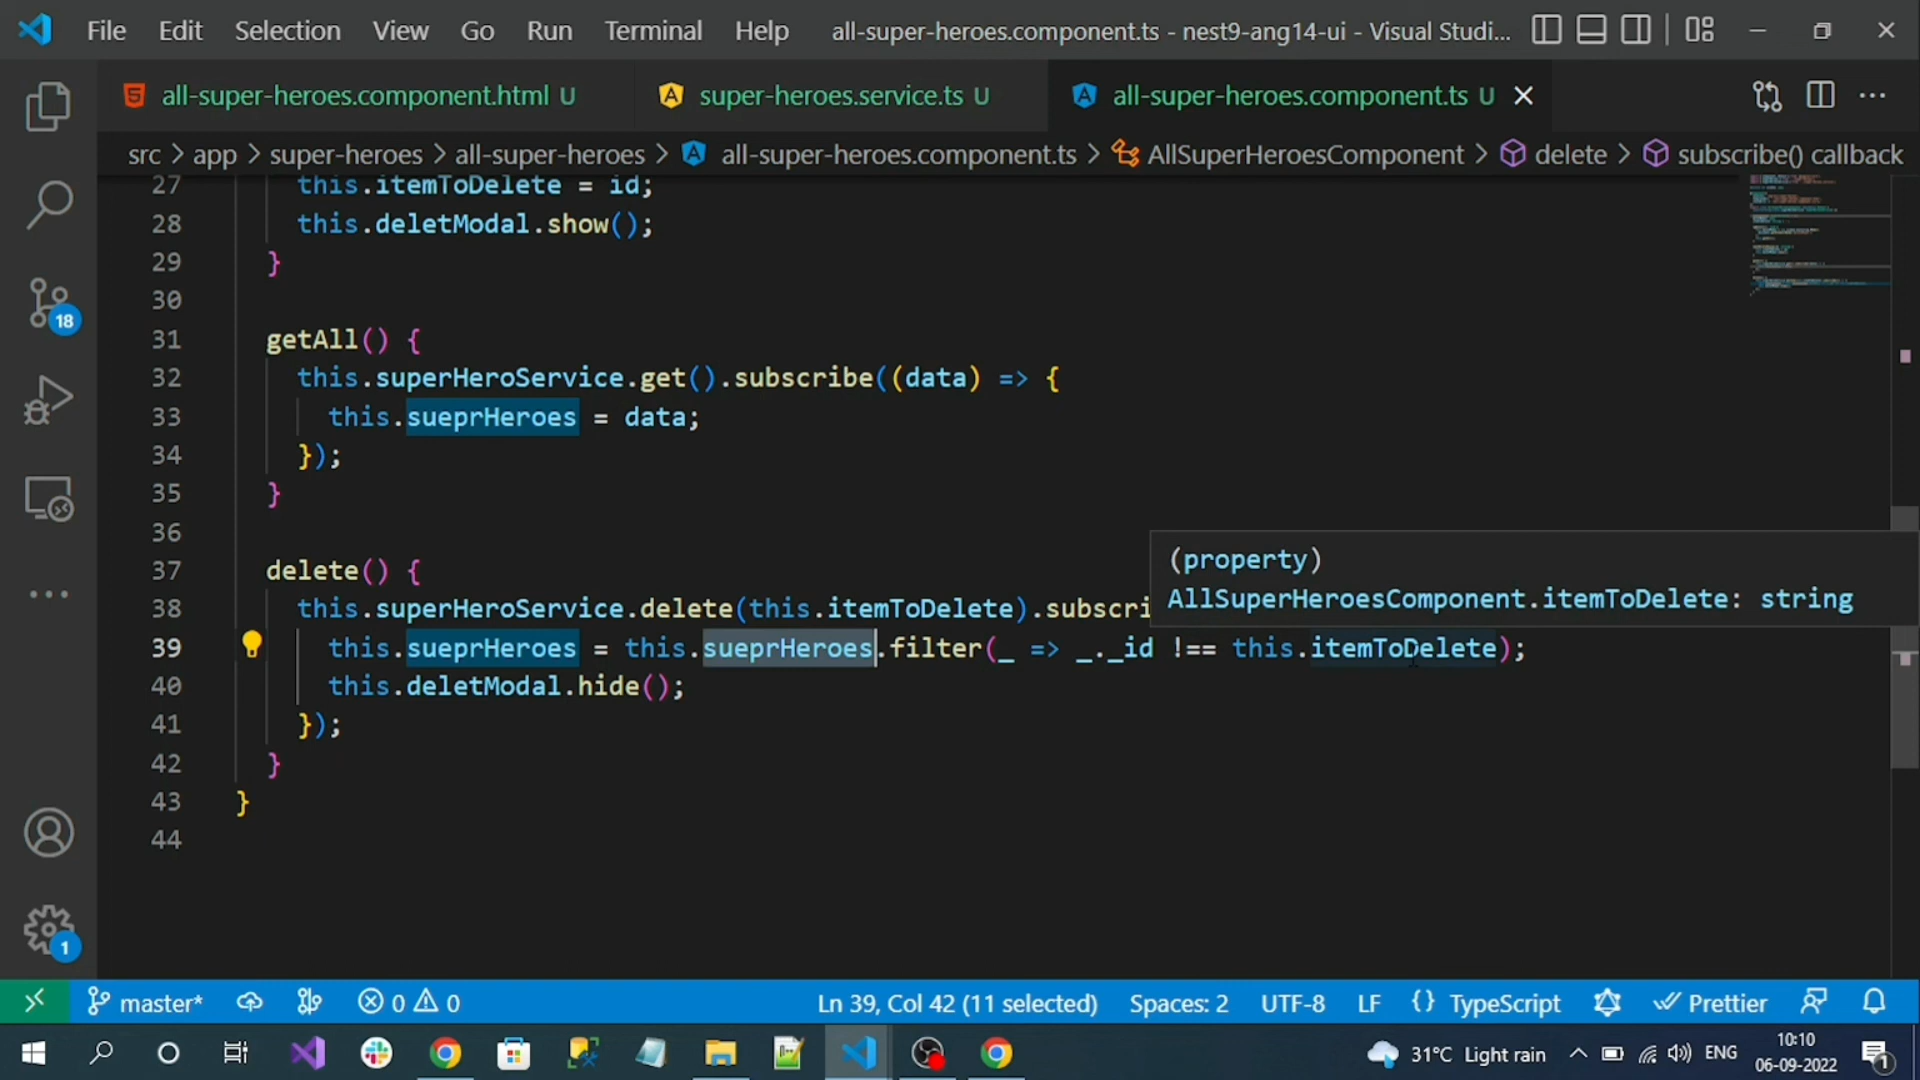 File Edit Selection View Go Run Terminal Help all-super-heroes.component.ts - nest9-ang14-ui - Visual Studi...
all-super-heroes.component.html U super-heroes.service.ts U all-super-heroes.component.ts U
src > app > super-heroes > all-super-heroes > all-super-heroes.component.ts > AllSuperHeroesComponent > delete > subscribe() callback
27 this.itemToDelete = id;
28 this.deletModal.show();
29 }
30
31 getAll() {
32 this.superHeroService.get().subscribe((data) => {
33 this.sueprHeroes = data;
34 });
35 }
36
(property)
37 delete() {
AllSuperHeroesComponent.itemToDelete: string
38 this.superHeroService.delete(this.itemToDelete).subscri
39 this.sueprHeroes = this.sueprHeroes.filter(_ => _._id !== this.itemToDelete);
40 this.deletModal.hide();
41 });
42 }
43 }
44
18
1
master* 0 0 Ln 39, Col 42 (11 selected) Spaces: 2 UTF-8 LF {} TypeScript Prettier
31°C Light rain ENG 10:10
06-09-2022
1